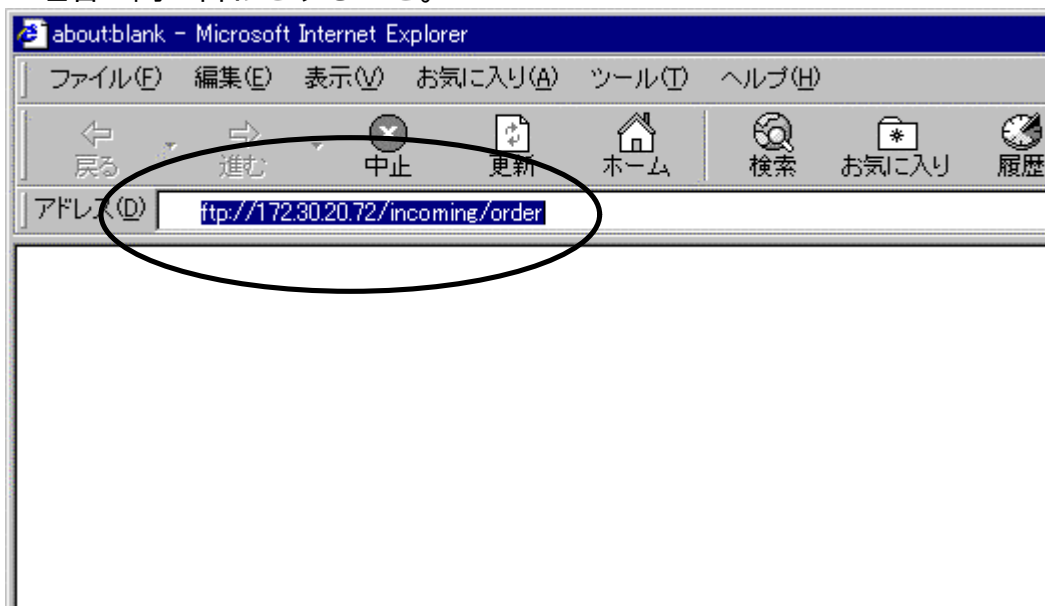 about:blank - Microsoft Internet Explorer
ファイル(F) 編集(E) 表示(V) お気に入り(A) ツール(T) ヘルプ(H)
戻る 進む 中止 更新 ホーム 検索 お気に入り 履歴
アドレス(D) ftp://172.30.20.72/incoming/order